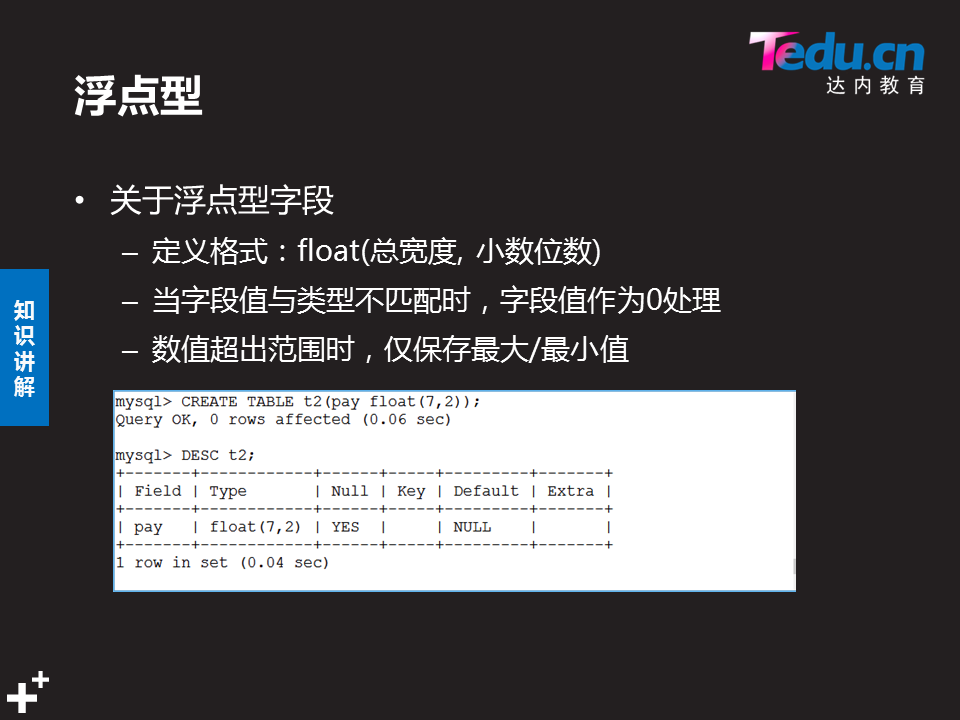 Tedu.cn
达内教育
浮点型
• 关于浮点型字段
– 定义格式：float(总宽度, 小数位数)
– 当字段值与类型不匹配时，字段值作为0处理
– 数值超出范围时，仅保存最大/最小值
知
识
讲
解
mysql> CREATE TABLE t2(pay float(7,2));
Query OK, 0 rows affected (0.06 sec)
mysql> DESC t2;
+-------+------------+------+-----+---------+-------+
| Field | Type       | Null | Key | Default | Extra |
+-------+------------+------+-----+---------+-------+
| pay   | float(7,2) | YES  |     | NULL    |       |
+-------+------------+------+-----+---------+-------+
1 row in set (0.04 sec)